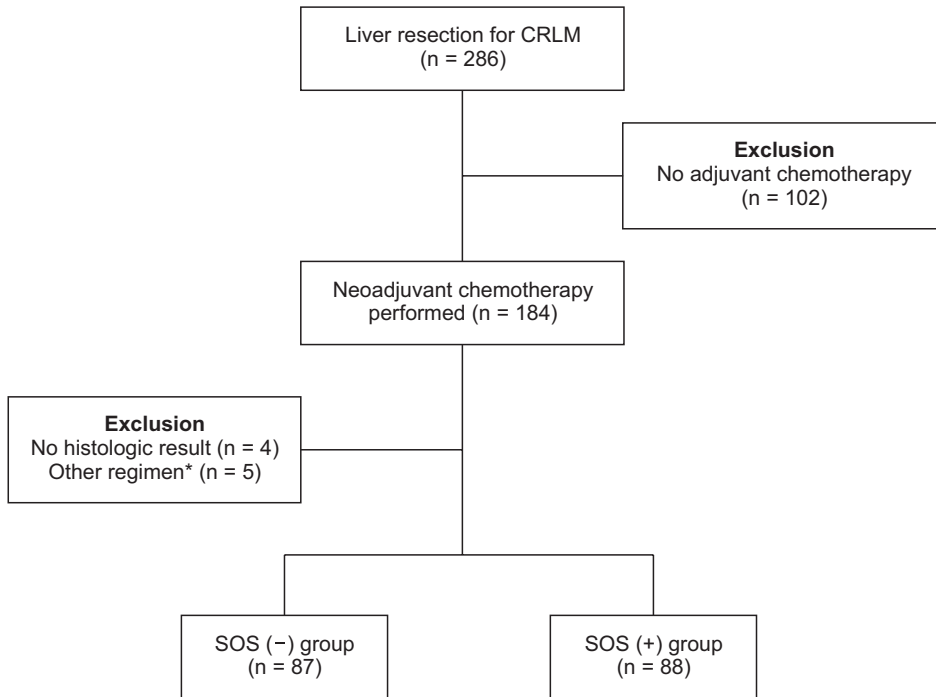 Liver resection for CRLM
(n = 286)
Exclusion
No adjuvant chemotherapy
(n = 102)
Neoadjuvant chemotherapy
performed (n = 184)
Exclusion
No histologic result (n = 4)
Other regimen* (n = 5)
SOS (−) group
(n = 87)
SOS (+) group
(n = 88)